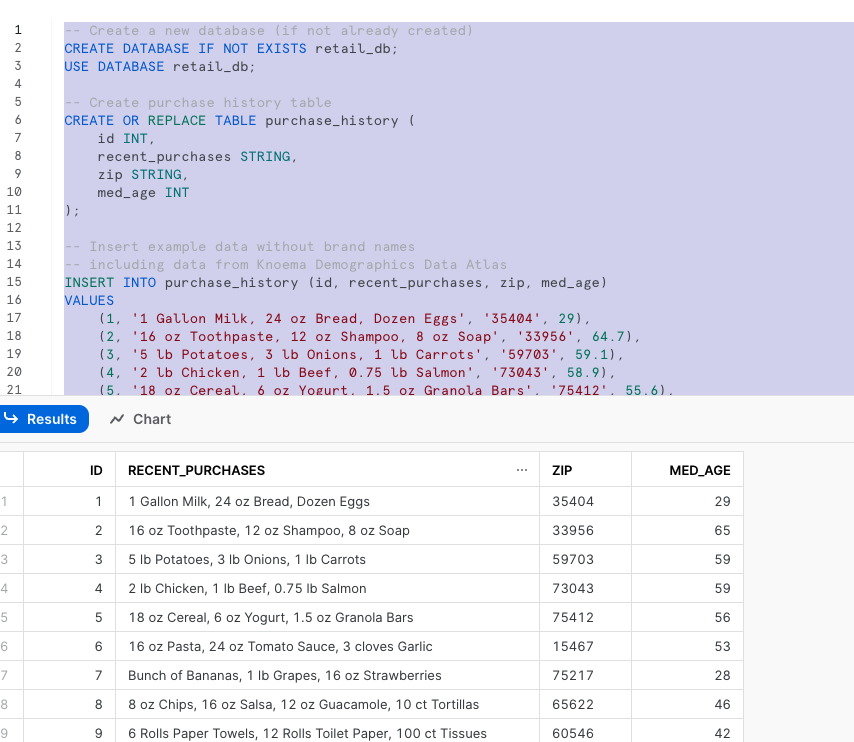 1 -- Create a new database (if not already created)
2 CREATE DATABASE IF NOT EXISTS retail_db;
3 USE DATABASE retail_db;
4
5 -- Create purchase history table
6 CREATE OR REPLACE TABLE purchase_history (
7 id INT,
8 recent_purchases STRING,
9 zip STRING,
10 med_age INT
11 );
12
13 -- Insert example data without brand names
14 -- including data from Knoema Demographics Data Atlas
15 INSERT INTO purchase_history (id, recent_purchases, zip, med_age)
16 VALUES
17 (1, '1 Gallon Milk, 24 oz Bread, Dozen Eggs', '35404', 29),
18 (2, '16 oz Toothpaste, 12 oz Shampoo, 8 oz Soap', '33956', 64.7),
19 (3, '5 lb Potatoes, 3 lb Onions, 1 lb Carrots', '59703', 59.1),
20 (4, '2 lb Chicken, 1 lb Beef, 0.75 lb Salmon', '73043', 58.9),
21 (5, '18 oz Cereal, 6 oz Yogurt, 1.5 oz Granola Bars', '75412', 55.6),
Results Chart
ID RECENT_PURCHASES ... ZIP MED_AGE
1 1 1 Gallon Milk, 24 oz Bread, Dozen Eggs 35404 29
2 2 16 oz Toothpaste, 12 oz Shampoo, 8 oz Soap 33956 65
3 3 5 lb Potatoes, 3 lb Onions, 1 lb Carrots 59703 59
4 4 2 lb Chicken, 1 lb Beef, 0.75 lb Salmon 73043 59
5 5 18 oz Cereal, 6 oz Yogurt, 1.5 oz Granola Bars 75412 56
6 6 16 oz Pasta, 24 oz Tomato Sauce, 3 cloves Garlic 15467 53
7 7 Bunch of Bananas, 1 lb Grapes, 16 oz Strawberries 75217 28
8 8 8 oz Chips, 16 oz Salsa, 12 oz Guacamole, 10 ct Tortillas 65622 46
9 9 6 Rolls Paper Towels, 12 Rolls Toilet Paper, 100 ct Tissues 60546 42